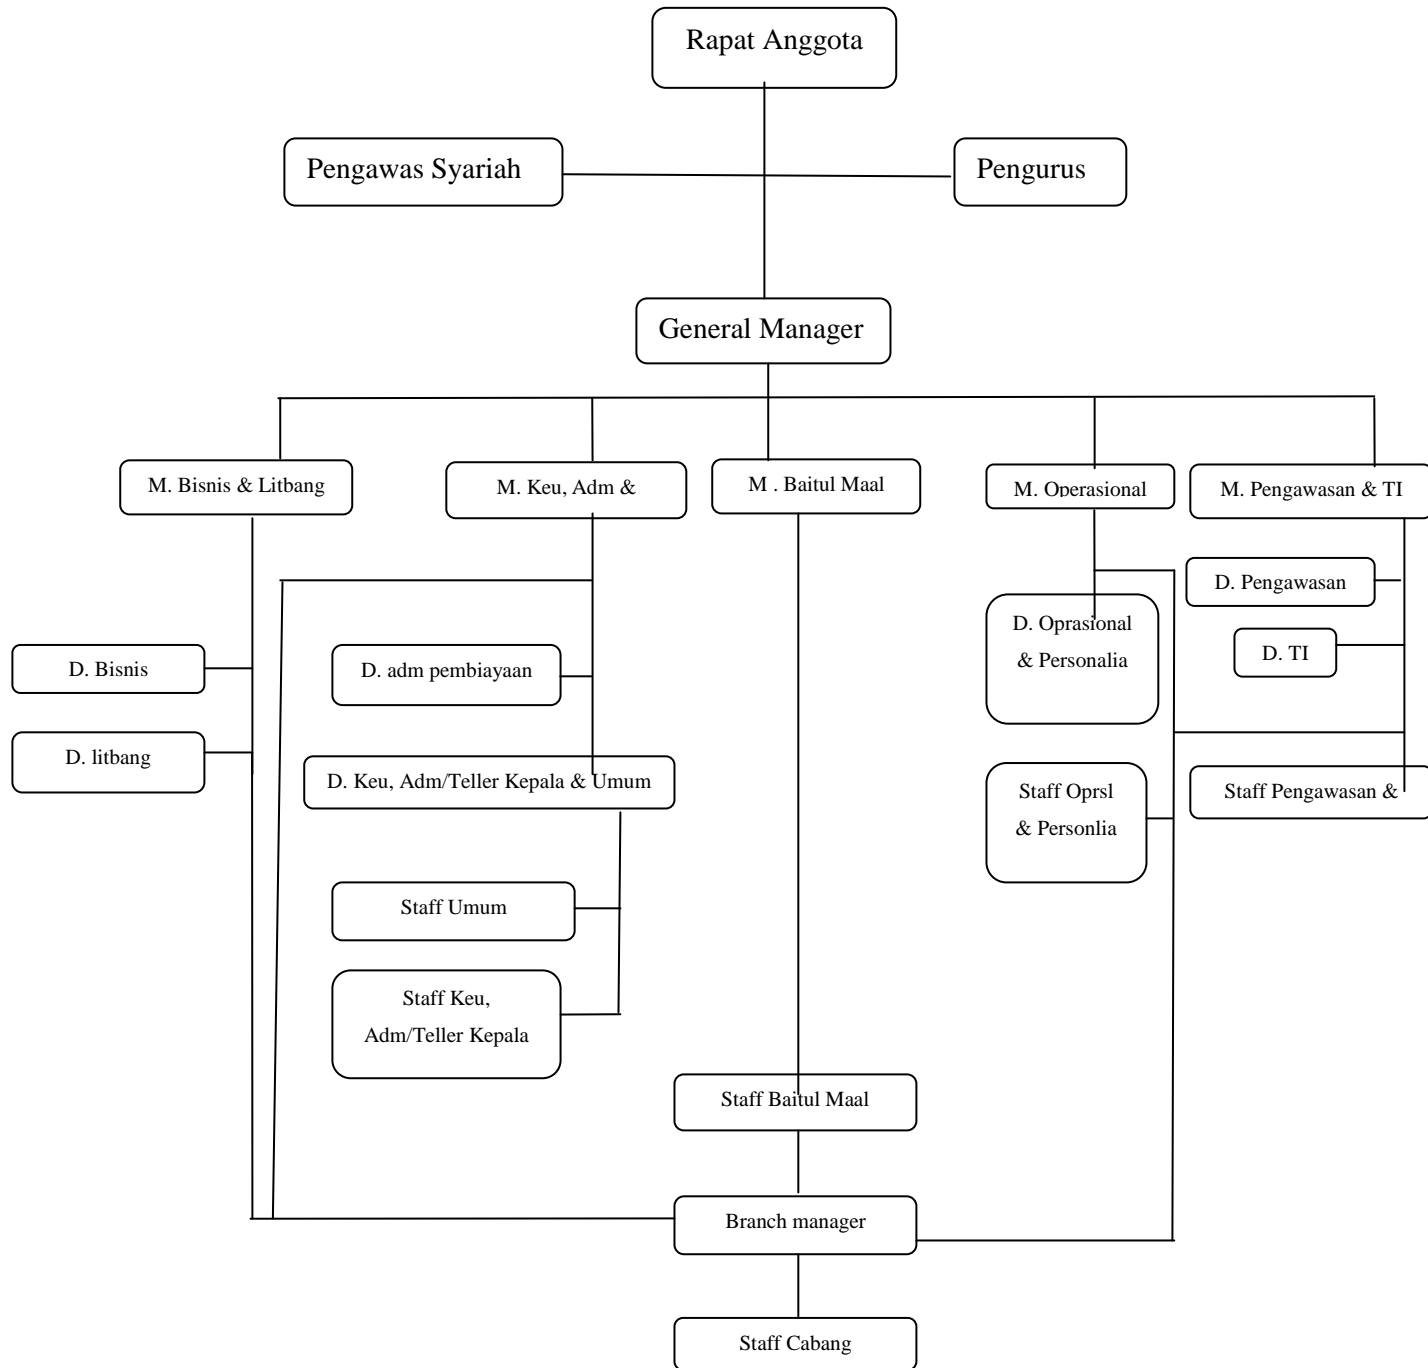 Rapat Anggota
Pengawas Syariah
Pengurus
General Manager
M. Bisnis & Litbang
M. Keu, Adm &
M . Baitul Maal
M. Operasional
M. Pengawasan & TI
D. Pengawasan
D. Oprasional
& Personalia
D. TI
D. Bisnis
D. adm pembiayaan
D. litbang
D. Keu, Adm/Teller Kepala & Umum
Staff Oprsl
& Personlia
Staff Pengawasan &
Staff Umum
Staff Keu,
Adm/Teller Kepala
Staff Baitul Maal
Branch manager
Staff Cabang